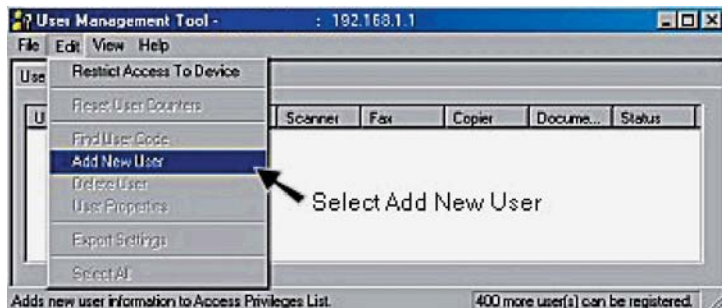 User Management Tool - : 192.168.1.1
File Edit View Help
Use
Restrict Access To Device
Reset User Counters
U Scanner Fax Copier Docume... Status
Find User Code
Add New User
Delete User
User Properties
Select Add New User
Export Settings
Select All
Adds new user information to Access Privileges List. 400 more user(s) can be registered.